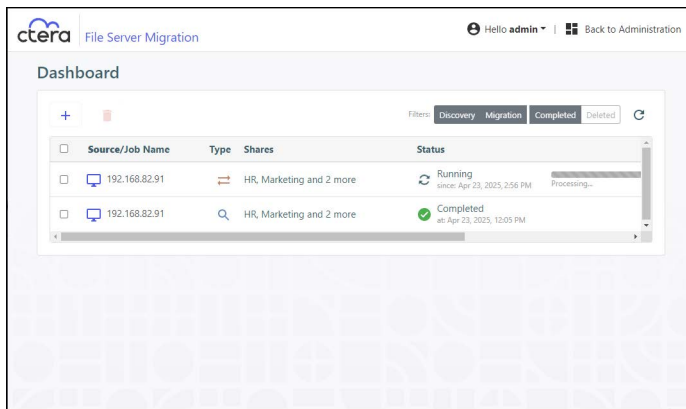 ctera File Server Migration
Hello admin | Back to Administration
Dashboard
+ Filters: Discovery Migration Completed Deleted
Source/Job Name Type Shares Status
192.168.82.91 HR, Marketing and 2 more Running
since: Apr 23, 2025, 2:56 PM Processing...
192.168.82.91 HR, Marketing and 2 more Completed
at: Apr 23, 2025, 12:05 PM